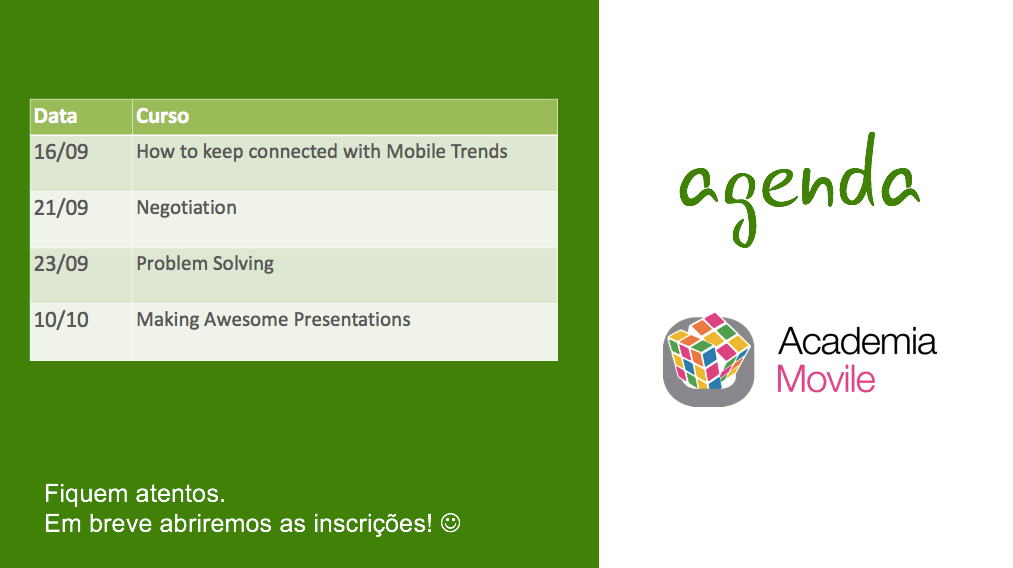 Data Curso
16/09 How to keep connected with Mobile Trends
21/09 Negotiation
23/09 Problem Solving
10/10 Making Awesome Presentations
Fiquem atentos.
Em breve abriremos as inscrições! ☺
agenda
Academia
Movile